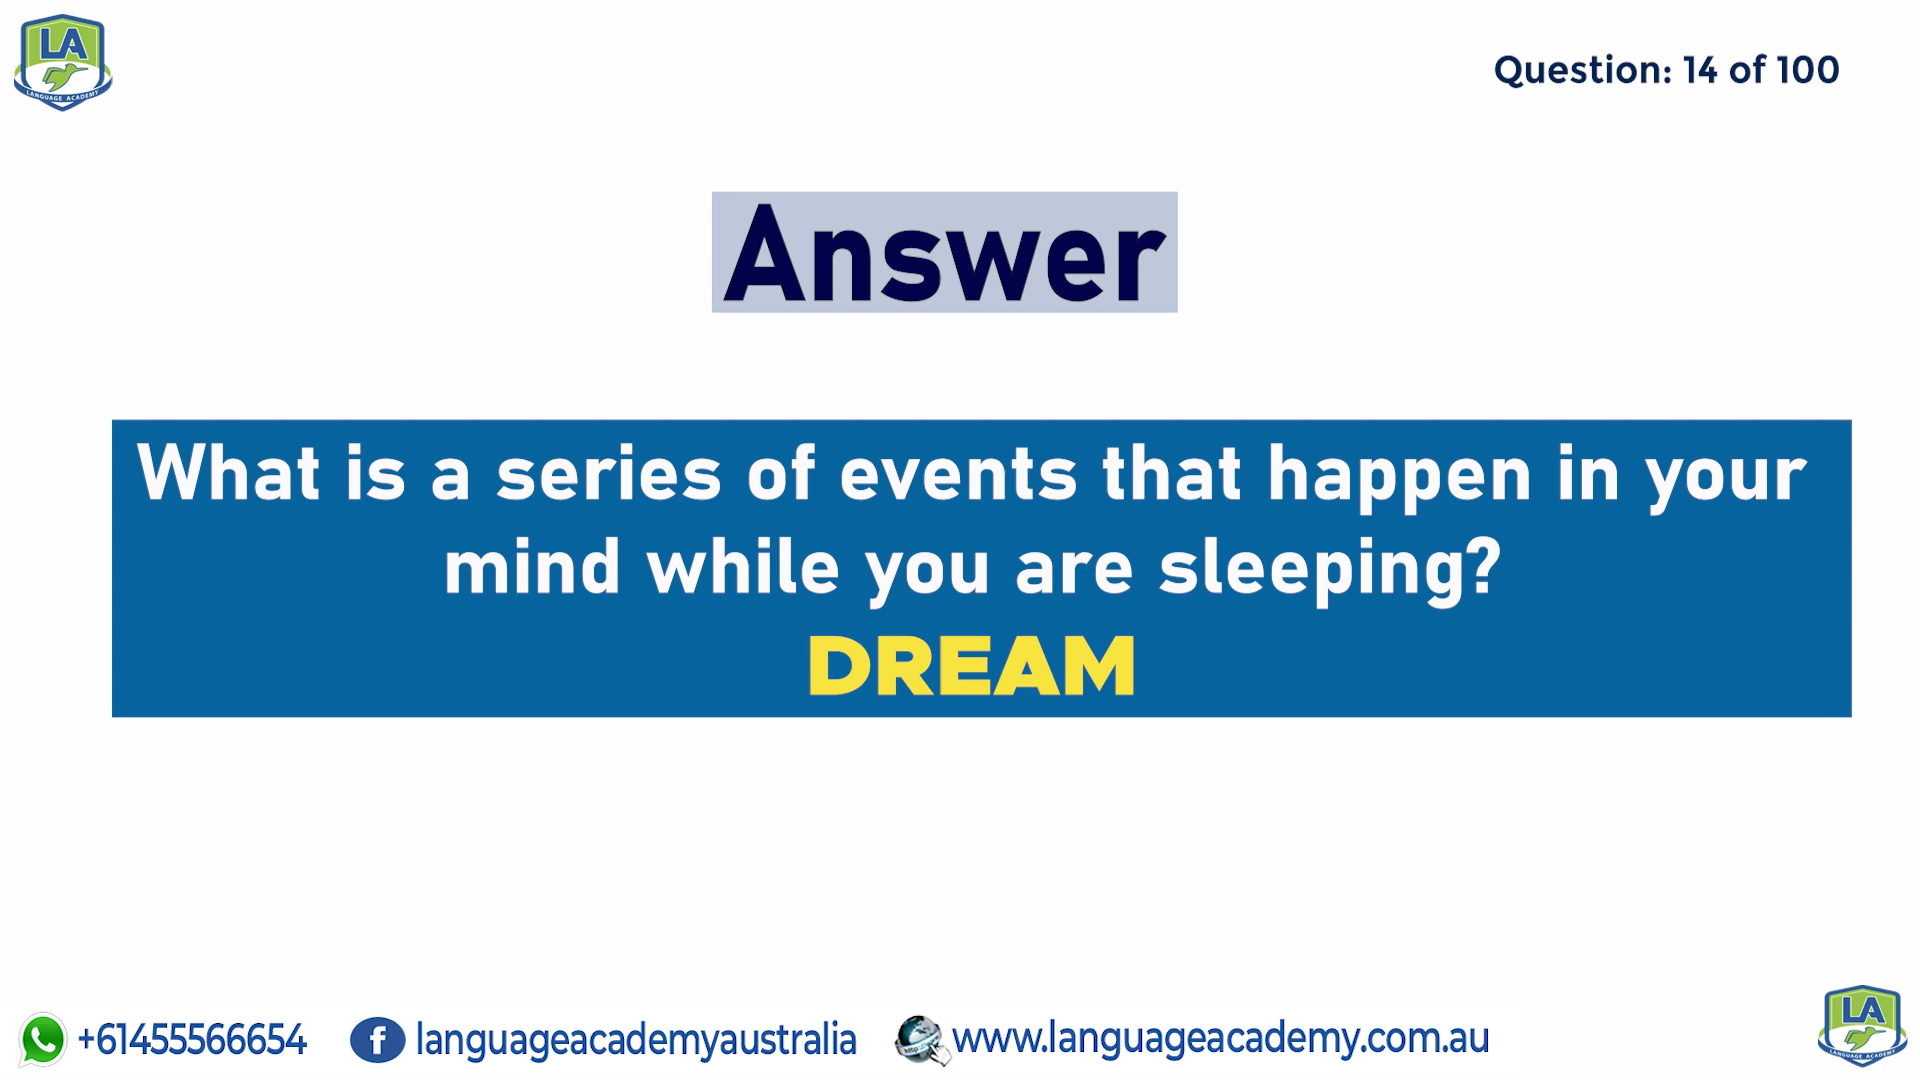 LA
LANGUAGE ACADEMY
Question: 14 of 100
Answer
What is a series of events that happen in your
mind while you are sleeping?
DREAM
+61455566654
f languageacademyaustralia
http://
www.languageacademy.com.au
LA
LANGUAGE ACADEMY